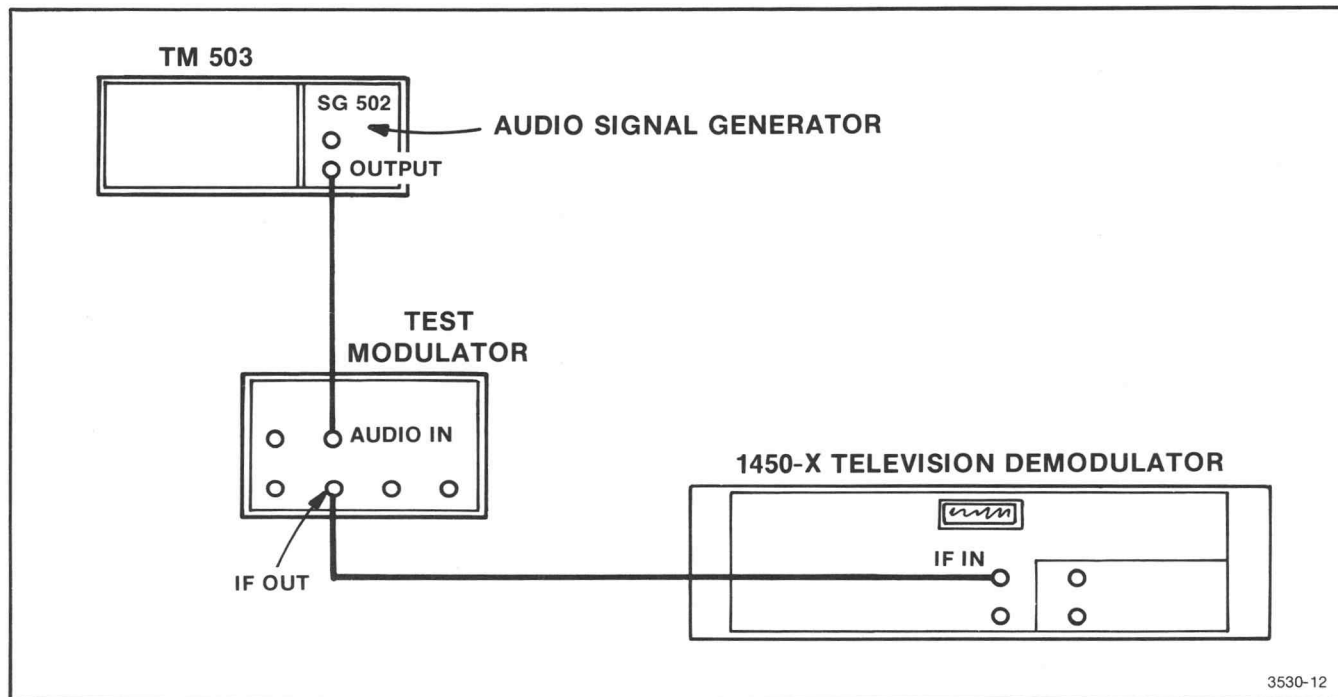 TM 503
SG 502
AUDIO SIGNAL GENERATOR
OUTPUT
TEST
MODULATOR
AUDIO IN
1450-X TELEVISION DEMODULATOR
IF IN
IF OUT
3530-12